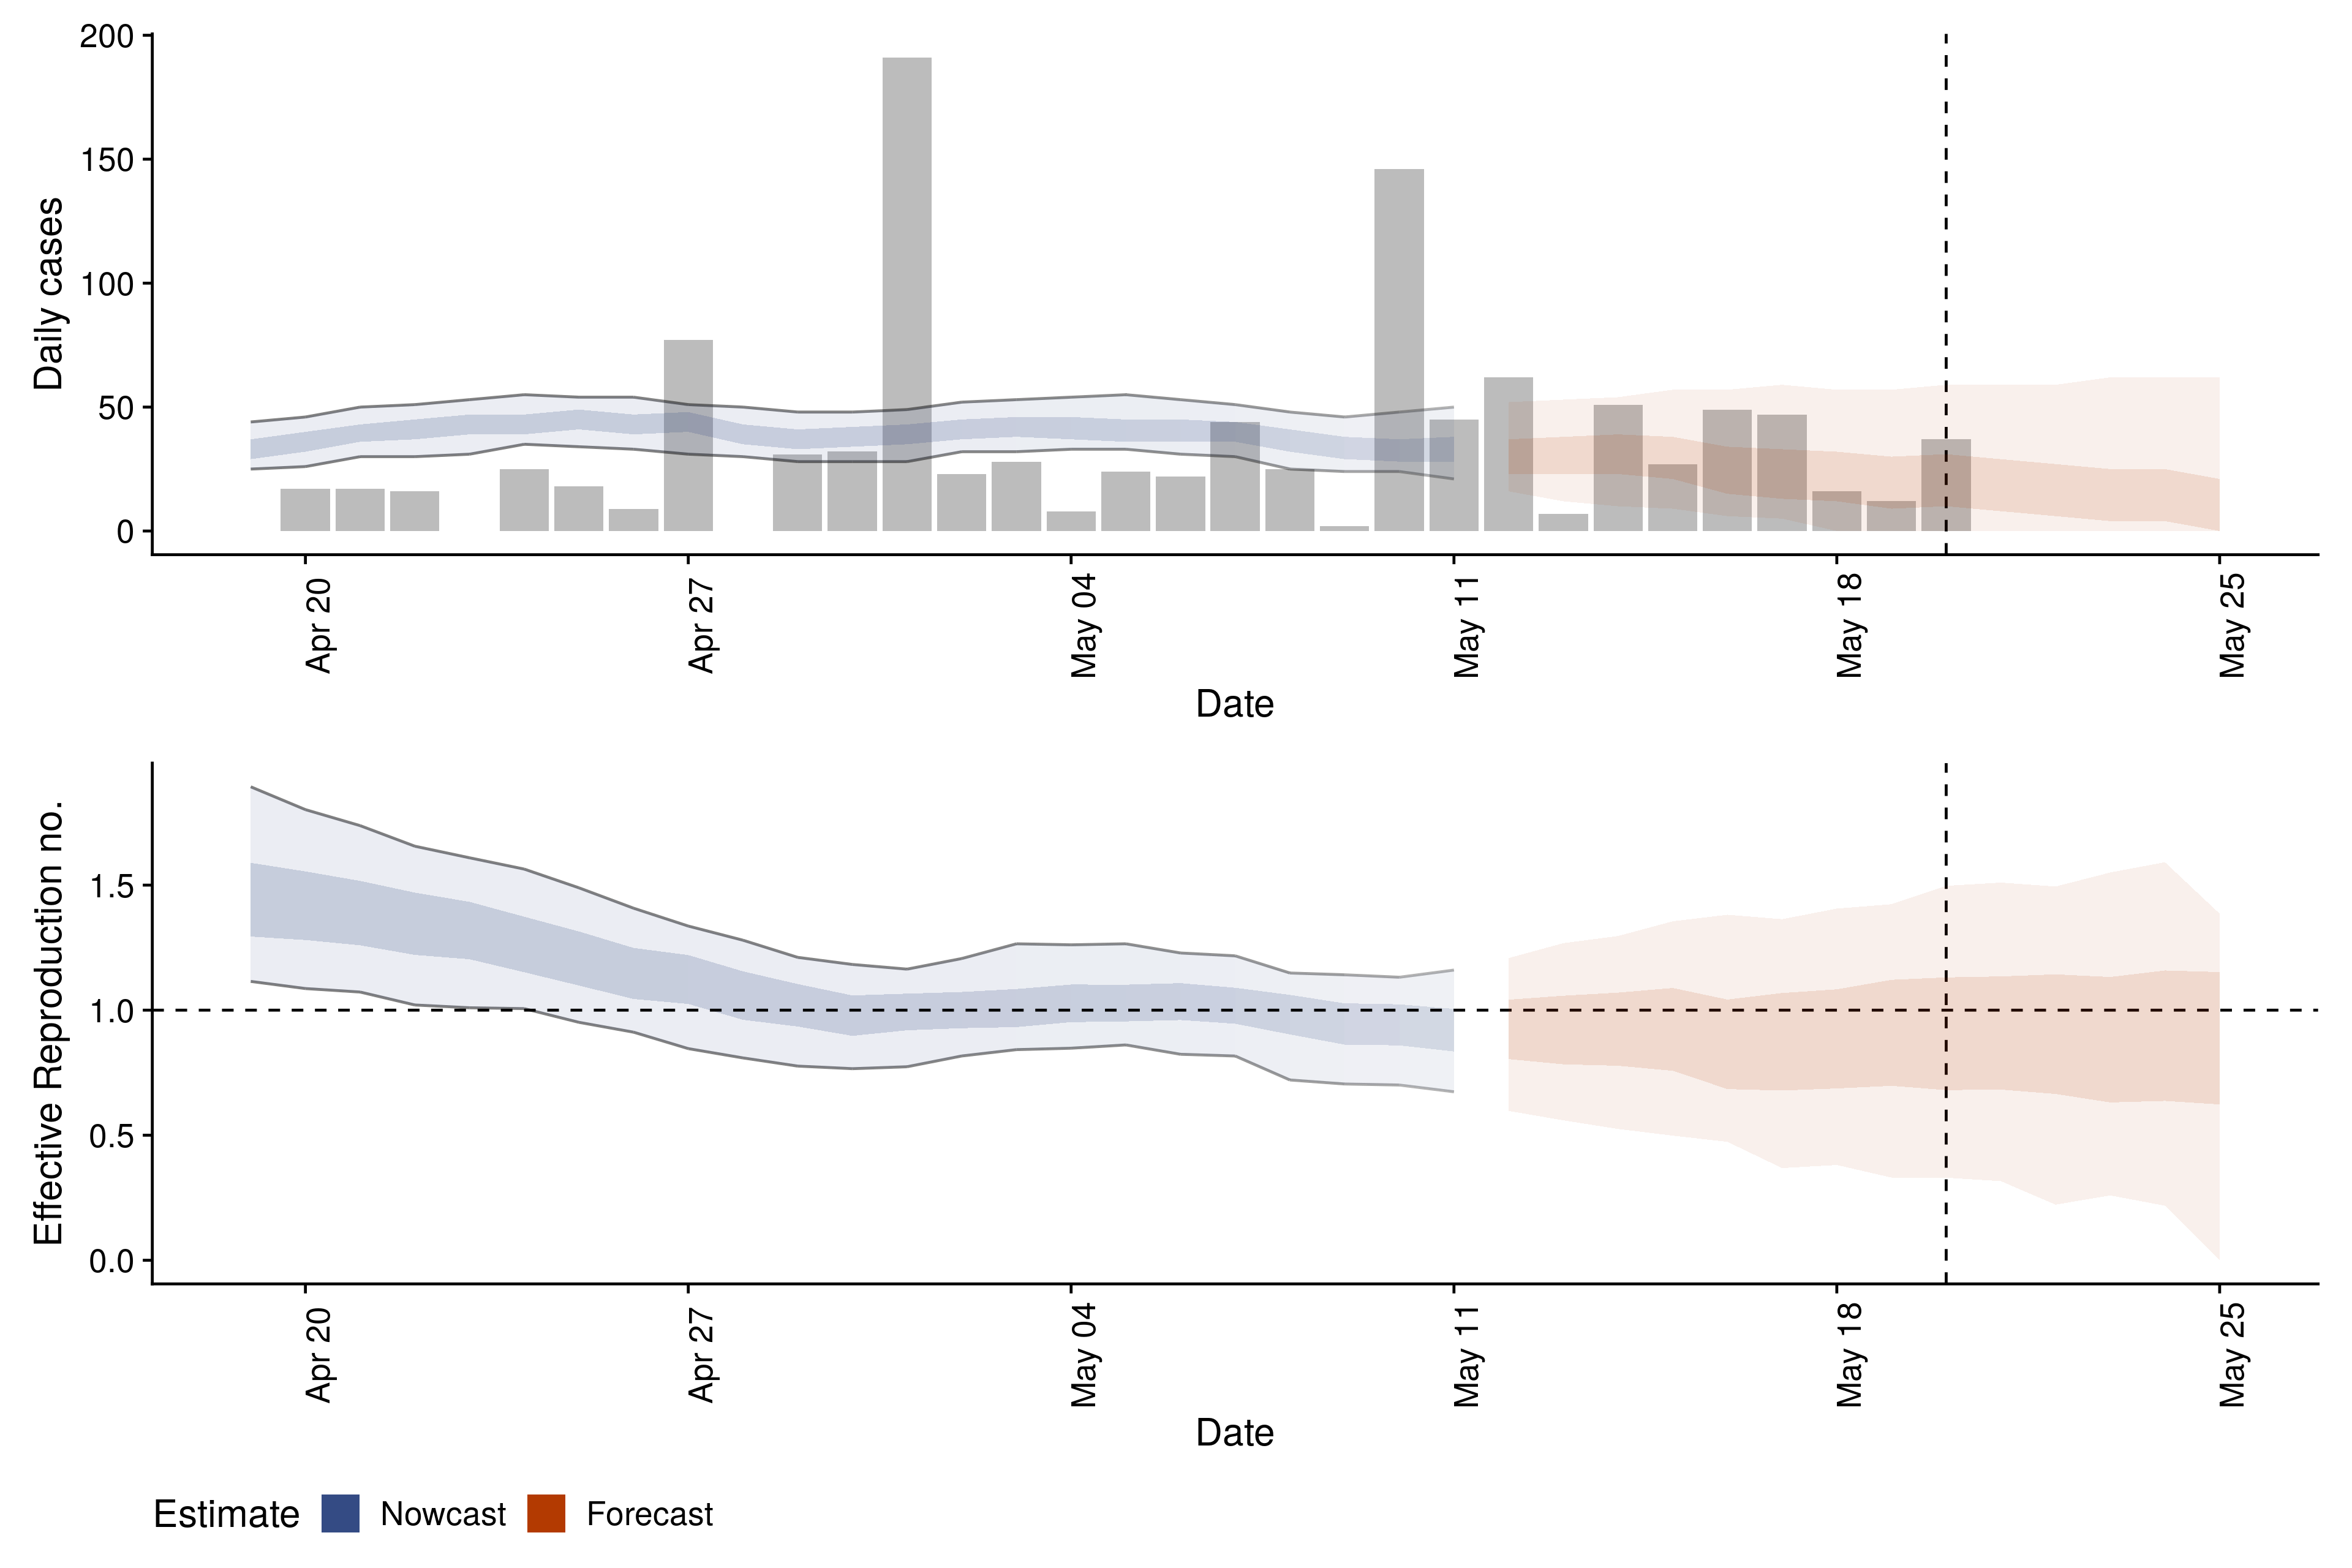 Daily cases
200
150
100
50
0
Apr 20
Apr 27
May 04
May 11
May 18
May 25
Date
Effective Reproduction no.
1.5
1.0
0.5
0.0
Apr 20
Apr 27
May 04
May 11
May 18
May 25
Date
Estimate Nowcast Forecast